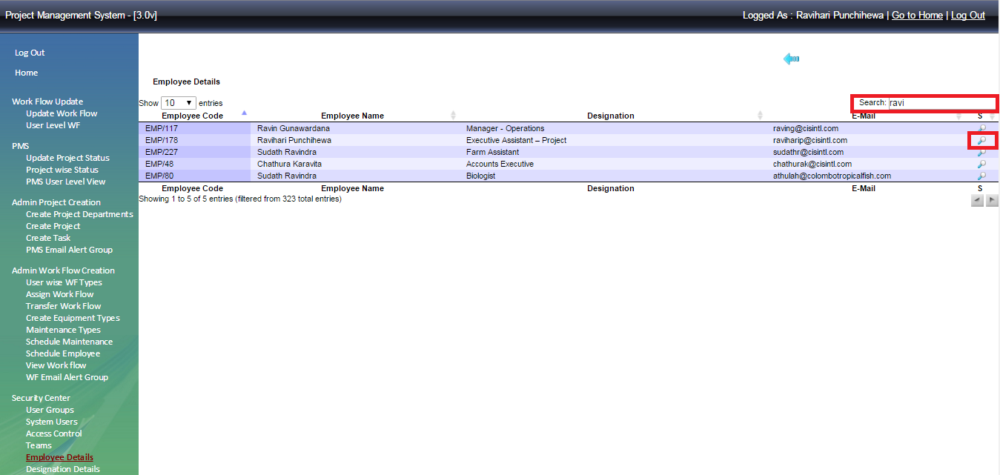 Project Management System - [3.0v]
Logged As : Ravihari Punchihewa | Go to Home | Log Out
Log Out
Home
Work Flow Update
Update Work Flow
User Level WF
PMS
Update Project Status
Project wise Status
PMS User Level View
Admin Project Creation
Create Project Departments
Create Project
Create Task
PMS Email Alert Group
Admin Work Flow Creation
User wise WF Types
Assign Work Flow
Transfer Work Flow
Create Equipment Types
Maintenance Types
Schedule Maintenance
Schedule Employee
View Work flow
WF Email Alert Group
Security Center
User Groups
System Users
Access Control
Teams
Employee Details
Designation Details
Employee Details
Show 10 entries
Search: ravi
Employee Code Employee Name Designation E-Mail S
EMP/117 Ravin Gunawardana Manager - Operations raving@cisintl.com
EMP/178 Ravihari Punchihewa Executive Assistant – Project raviharip@cisintl.com
EMP/227 Sudath Ravindra Farm Assistant sudathr@cisintl.com
EMP/48 Chathura Karavita Accounts Executive chathurak@cisintl.com
EMP/80 Sudath Ravindra Biologist athulah@colombotropicalfish.com
Employee Code Employee Name Designation E-Mail S
Showing 1 to 5 of 5 entries (filtered from 323 total entries)